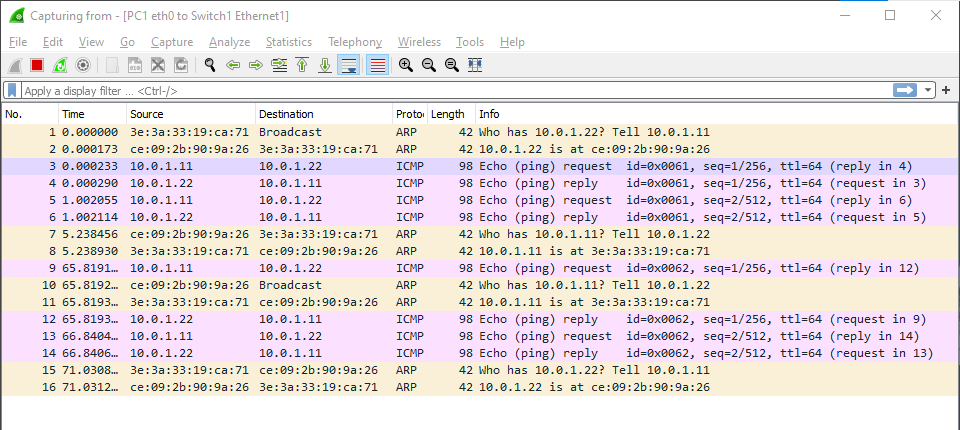 Capturing from - [PC1 eth0 to Switch1 Ethernet1]
File Edit View Go Capture Analyze Statistics Telephony Wireless Tools Help
Apply a display filter ... <Ctrl-/>
No. Time Source Destination Protoc Length Info
1 0.000000 3e:3a:33:19:ca:71 Broadcast ARP 42 Who has 10.0.1.22? Tell 10.0.1.11
2 0.000173 ce:09:2b:90:9a:26 3e:3a:33:19:ca:71 ARP 42 10.0.1.22 is at ce:09:2b:90:9a:26
3 0.000233 10.0.1.11 10.0.1.22 ICMP 98 Echo (ping) request id=0x0061, seq=1/256, ttl=64 (reply in 4)
4 0.000290 10.0.1.22 10.0.1.11 ICMP 98 Echo (ping) reply id=0x0061, seq=1/256, ttl=64 (request in 3)
5 1.002055 10.0.1.11 10.0.1.22 ICMP 98 Echo (ping) request id=0x0061, seq=2/512, ttl=64 (reply in 6)
6 1.002114 10.0.1.22 10.0.1.11 ICMP 98 Echo (ping) reply id=0x0061, seq=2/512, ttl=64 (request in 5)
7 5.238456 ce:09:2b:90:9a:26 3e:3a:33:19:ca:71 ARP 42 Who has 10.0.1.11? Tell 10.0.1.22
8 5.238930 3e:3a:33:19:ca:71 ce:09:2b:90:9a:26 ARP 42 10.0.1.11 is at 3e:3a:33:19:ca:71
9 65.8191… 10.0.1.11 10.0.1.22 ICMP 98 Echo (ping) request id=0x0062, seq=1/256, ttl=64 (reply in 12)
10 65.8192… ce:09:2b:90:9a:26 Broadcast ARP 42 Who has 10.0.1.11? Tell 10.0.1.22
11 65.8193… 3e:3a:33:19:ca:71 ce:09:2b:90:9a:26 ARP 42 10.0.1.11 is at 3e:3a:33:19:ca:71
12 65.8193… 10.0.1.22 10.0.1.11 ICMP 98 Echo (ping) reply id=0x0062, seq=1/256, ttl=64 (request in 9)
13 66.8404… 10.0.1.11 10.0.1.22 ICMP 98 Echo (ping) request id=0x0062, seq=2/512, ttl=64 (reply in 14)
14 66.8406… 10.0.1.22 10.0.1.11 ICMP 98 Echo (ping) reply id=0x0062, seq=2/512, ttl=64 (request in 13)
15 71.0308… 3e:3a:33:19:ca:71 ce:09:2b:90:9a:26 ARP 42 Who has 10.0.1.22? Tell 10.0.1.11
16 71.0312… ce:09:2b:90:9a:26 3e:3a:33:19:ca:71 ARP 42 10.0.1.22 is at ce:09:2b:90:9a:26